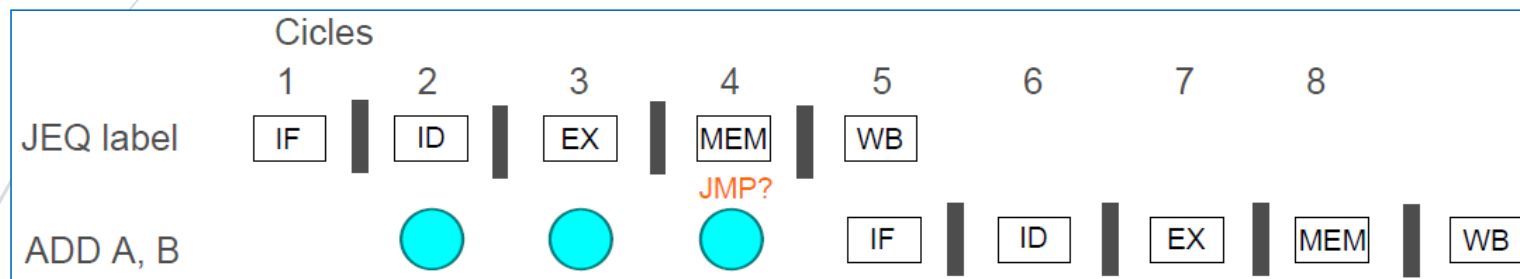 Cicles
1 2 3 4 5 6 7 8
JEQ label IF ID EX MEM WB
JMP?
ADD A, B IF ID EX MEM WB